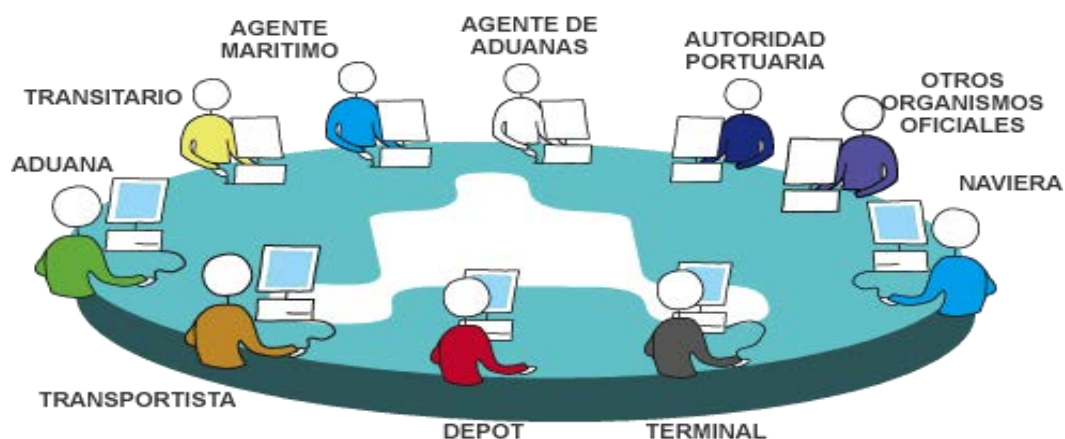 AGENTE
MARITIMO
AGENTE DE
ADUANAS
AUTORIDAD
PORTUARIA
OTROS
ORGANISMOS
OFICIALES
TRANSITARIO
ADUANA
NAVIERA
TRANSPORTISTA
DEPOT
TERMINAL